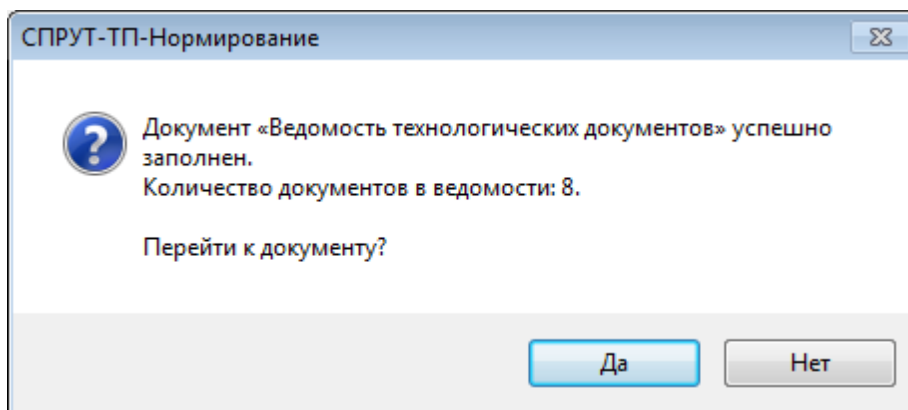 СПРУТ-ТП-Нормирование
Документ «Ведомость технологических документов» успешно
заполнен.
Количество документов в ведомости: 8.
Перейти к документу?
Да
Нет